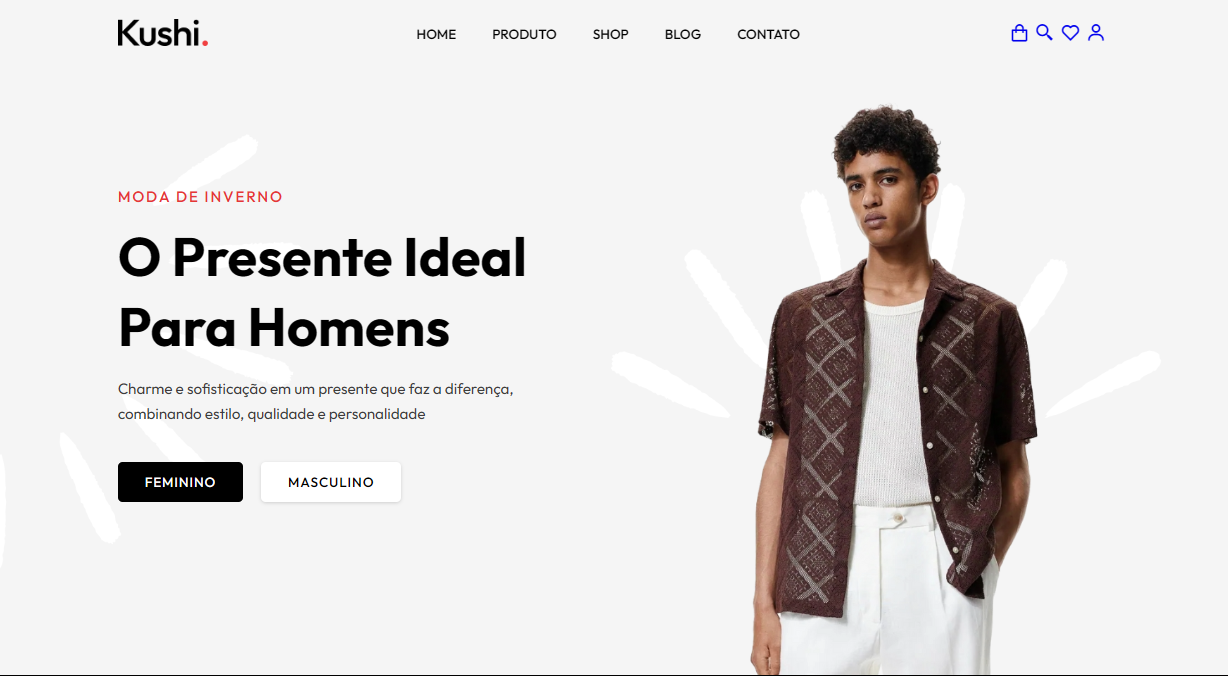 Kushi.
HOME PRODUTO SHOP BLOG CONTATO
MODA DE INVERNO
O Presente Ideal
Para Homens
Charme e sofisticação em um presente que faz a diferença,
combinando estilo, qualidade e personalidade
FEMININO MASCULINO